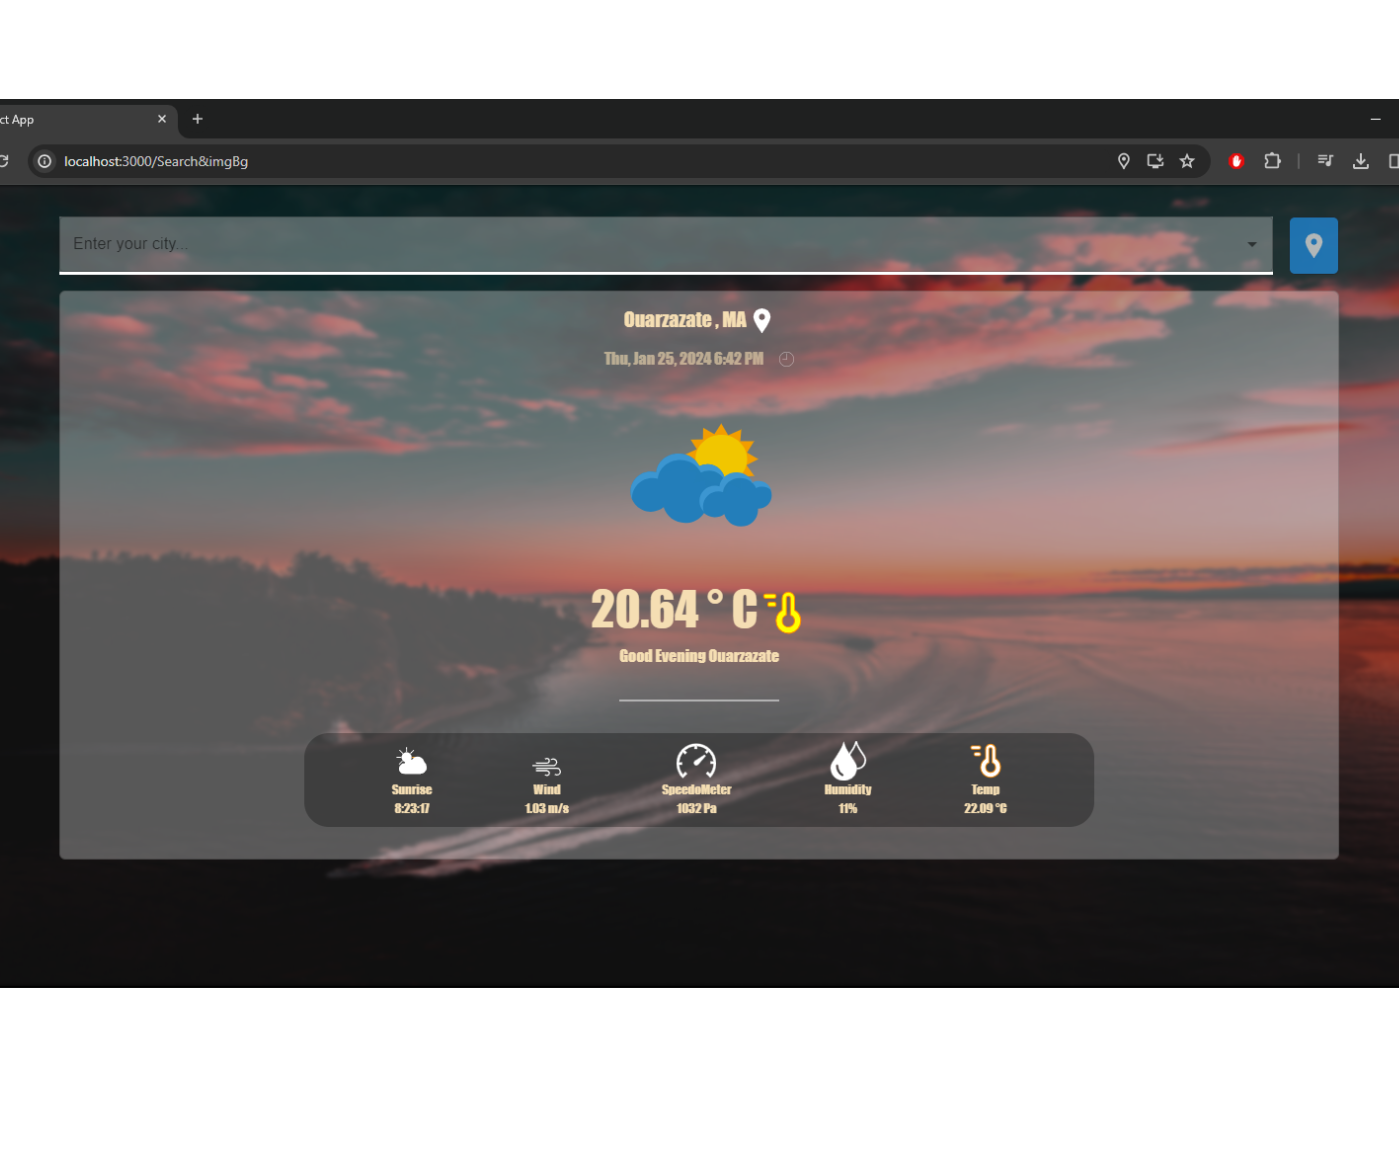 ct App
localhost:3000/Search&imgBg
Enter your city...
Ouarzazate , MA
Thu, Jan 25, 2024 6:42 PM
20.64 ° C
Good Evening Ouarzazate
Sunrise Wind SpeedoMeter Humidity Temp
8:23:17 1.03 m/s 1032 Pa 11% 22.09 °C